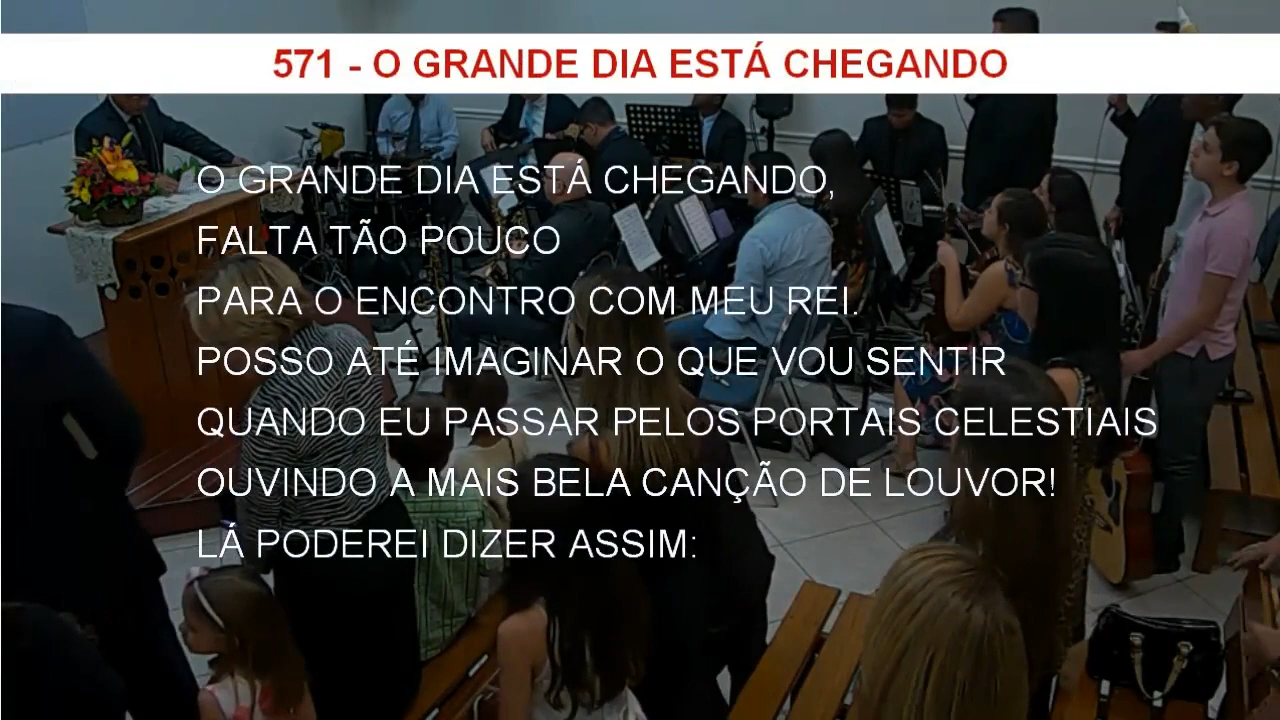 571 - O GRANDE DIA ESTÁ CHEGANDO
O GRANDE DIA ESTÁ CHEGANDO,
FALTA TÃO POUCO
PARA O ENCONTRO COM MEU REI.
POSSO ATÉ IMAGINAR O QUE VOU SENTIR
QUANDO EU PASSAR PELOS PORTAIS CELESTIAIS
OUVINDO A MAIS BELA CANÇÃO DE LOUVOR!
LÁ PODEREI DIZER ASSIM: